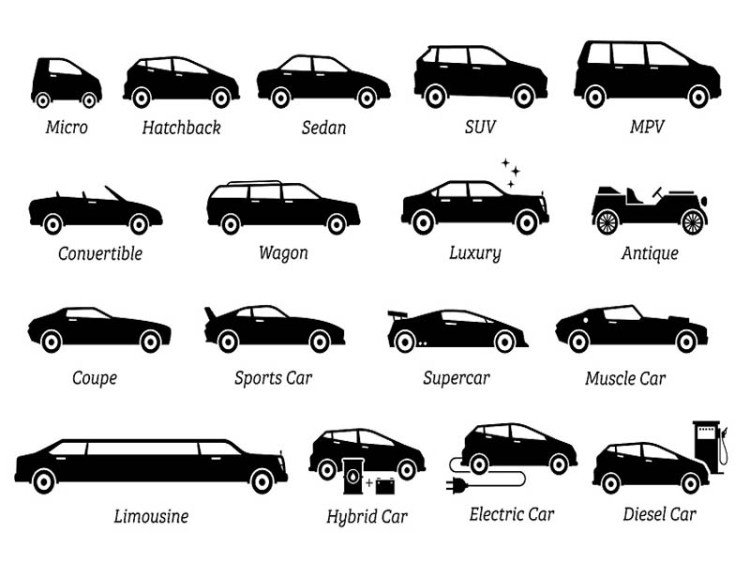 Micro
Hatchback
Sedan
SUV
MPV
Convertible
Wagon
Luxury
Antique
Coupe
Sports Car
Supercar
Muscle Car
Limousine
Hybrid Car
Electric Car
Diesel Car